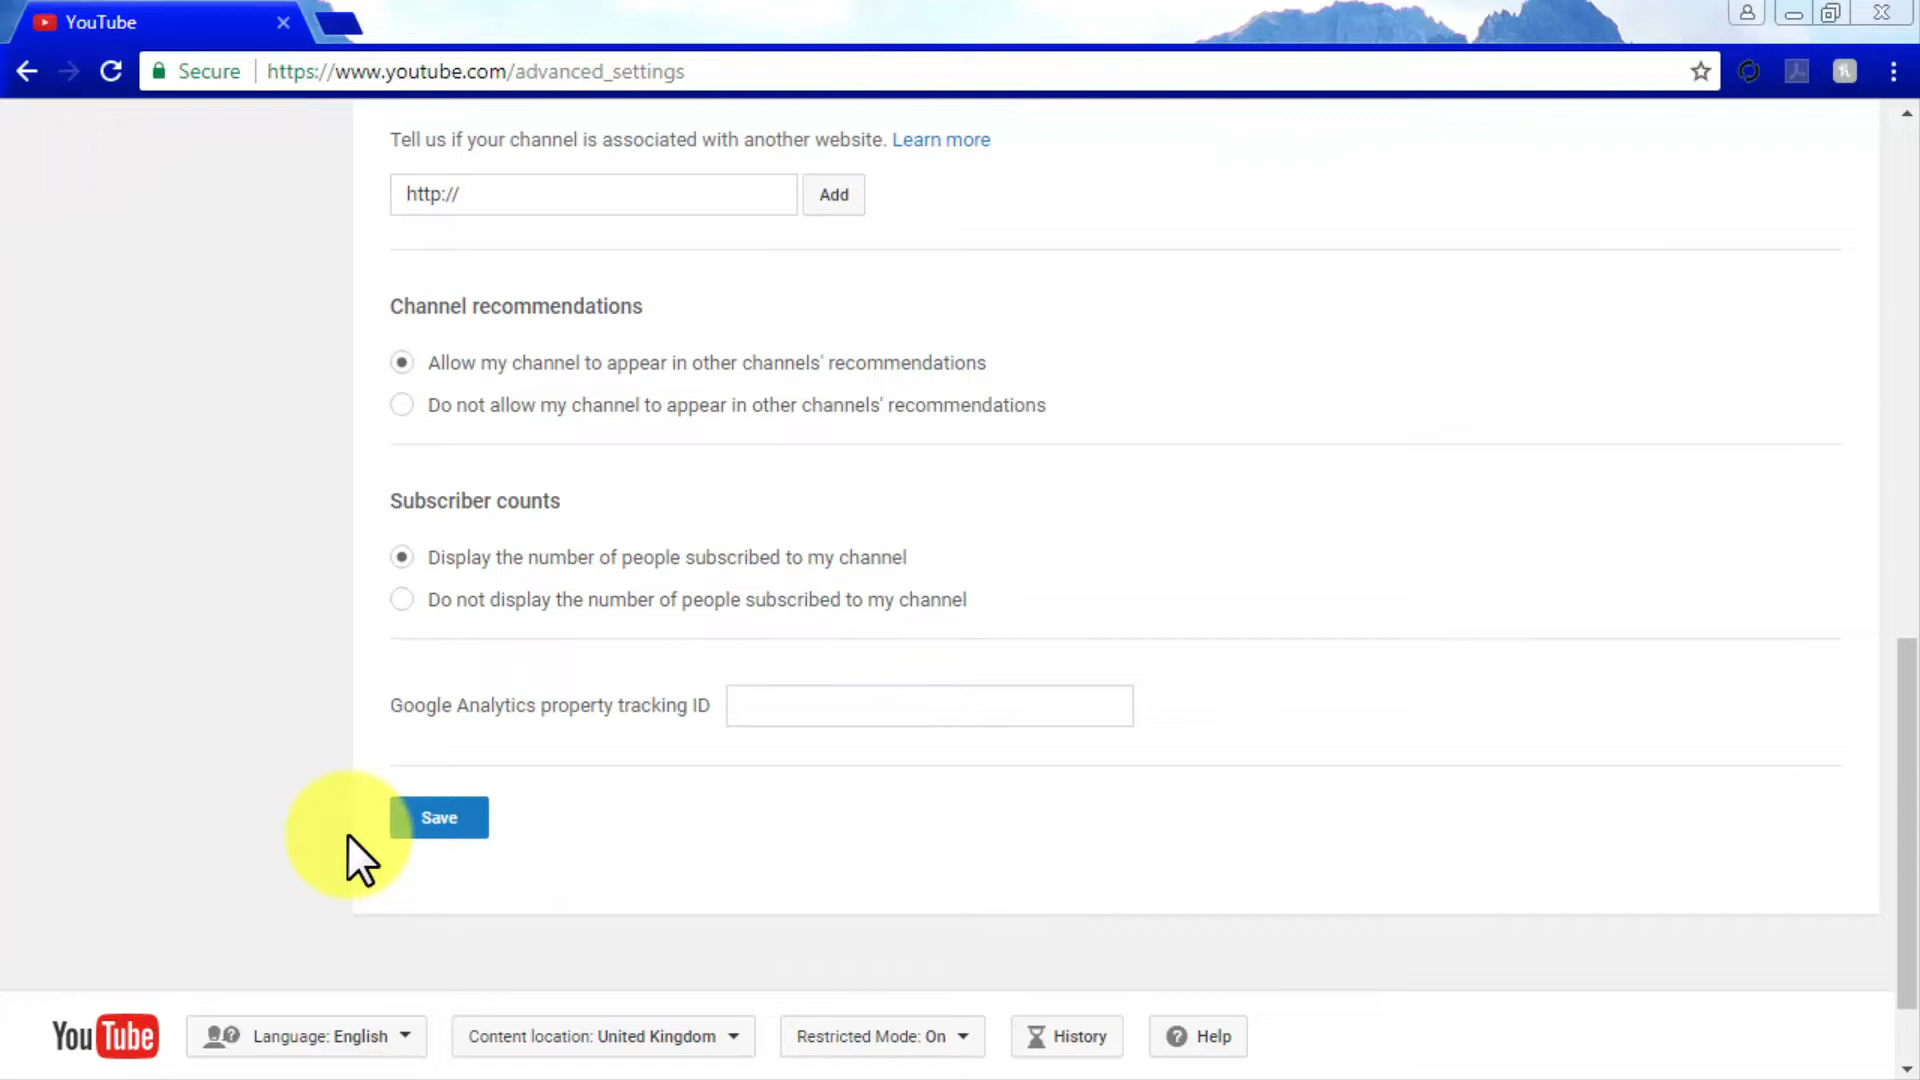 YouTube
Secure https://www.youtube.com/advanced_settings
Tell us if your channel is associated with another website. Learn more
http:// Add
Channel recommendations
Allow my channel to appear in other channels' recommendations
Do not allow my channel to appear in other channels' recommendations
Subscriber counts
Display the number of people subscribed to my channel
Do not display the number of people subscribed to my channel
Google Analytics property tracking ID
Save
YouTube Language: English Content location: United Kingdom Restricted Mode: On History Help